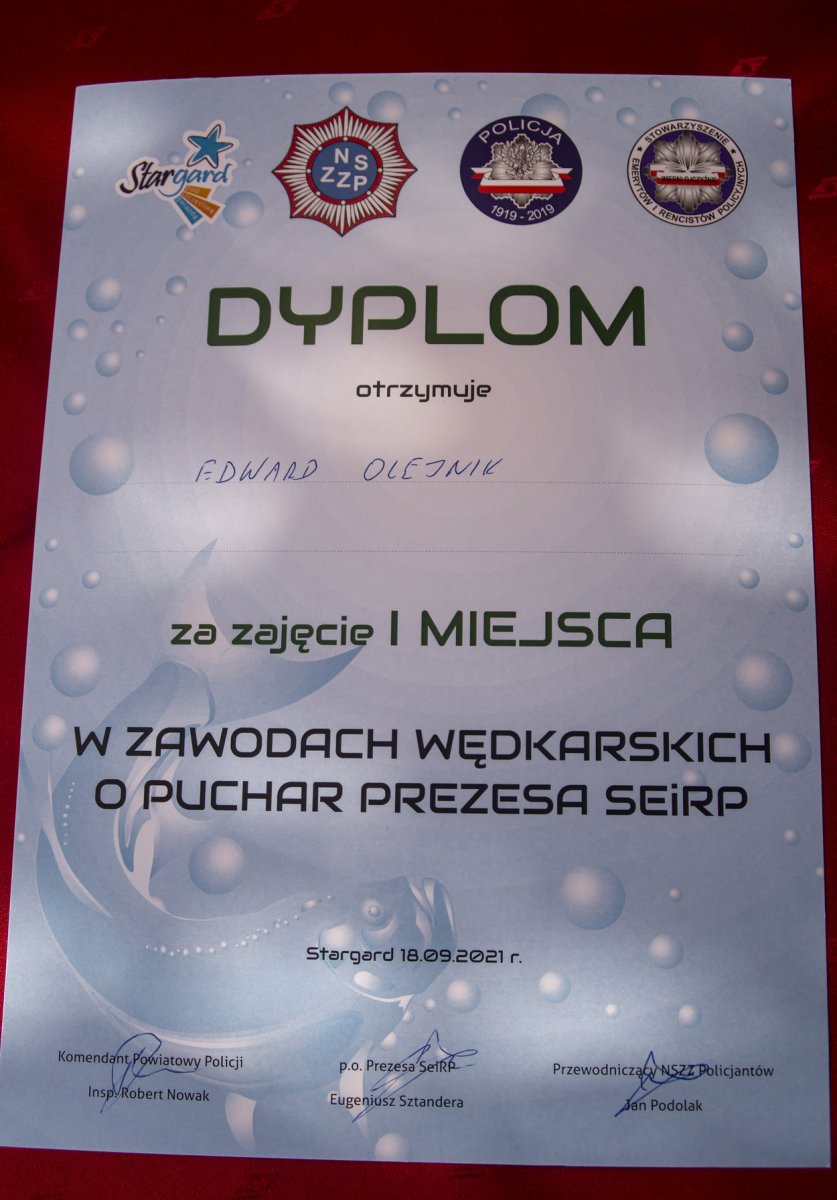 Stargard
NS
ZZP
POLICJA
1919 - 2019
STOWARZYSZENIE
EMERYTÓW I RENCISTÓW POLICYJNYCH
DYPLOM
otrzymuje
EDWARD OLEJNIK
za zajęcie I MIEJSCA
W ZAWODACH WĘDKARSKICH
O PUCHAR PREZESA SEiRP
Stargard 18.09.2021 r.
Komendant Powiatowy Policji
Insp. Robert Nowak
p.o. Prezesa SeiRP
Eugeniusz Sztandera
Przewodniczący NSZZ Policjantów
Jan Podolak